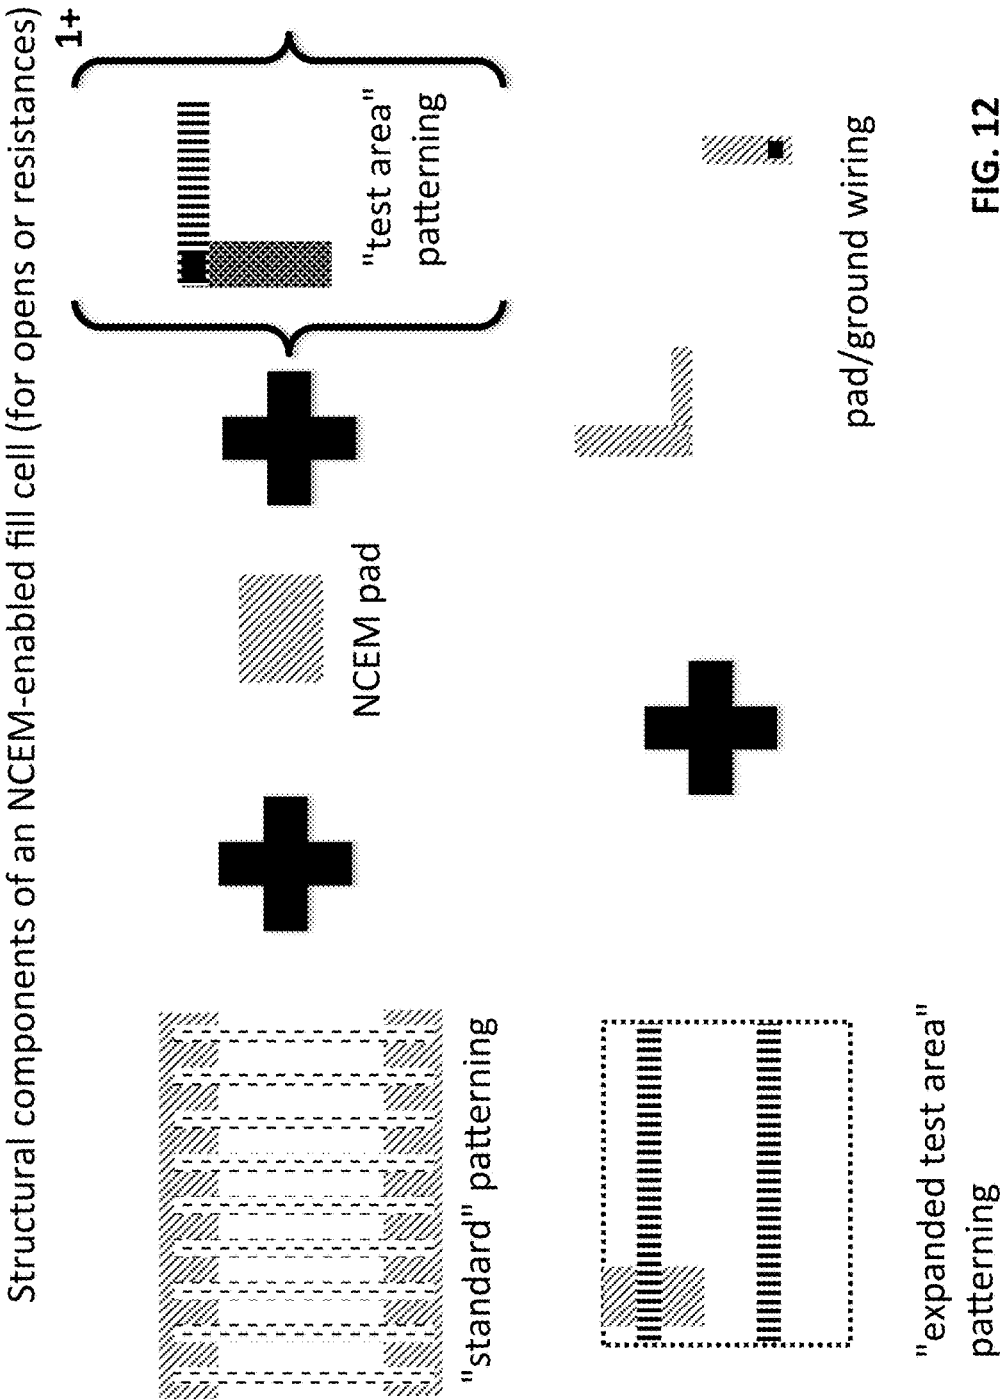 Structural components of an NCEM-enabled fill cell (for opens or resistances)
1+
"standard" patterning
NCEM pad
"test area"
patterning
"expanded test area"
patterning
pad/ground wiring
FIG. 12